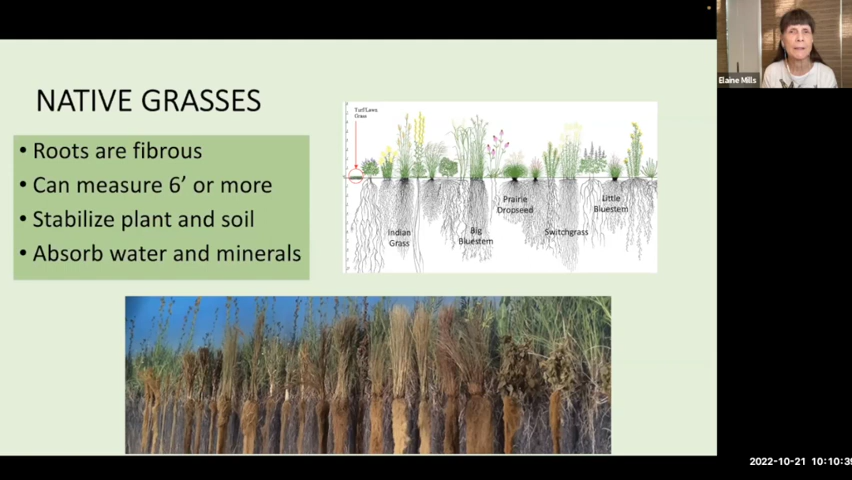 NATIVE GRASSES
• Roots are fibrous
• Can measure 6’ or more
• Stabilize plant and soil
• Absorb water and minerals
Turf/Lawn
Grass
Indian
Grass
Big
Bluestem
Prairie
Dropseed
Switchgrass
Little
Bluestem
Elaine Mills
2022-10-21 10:10:39